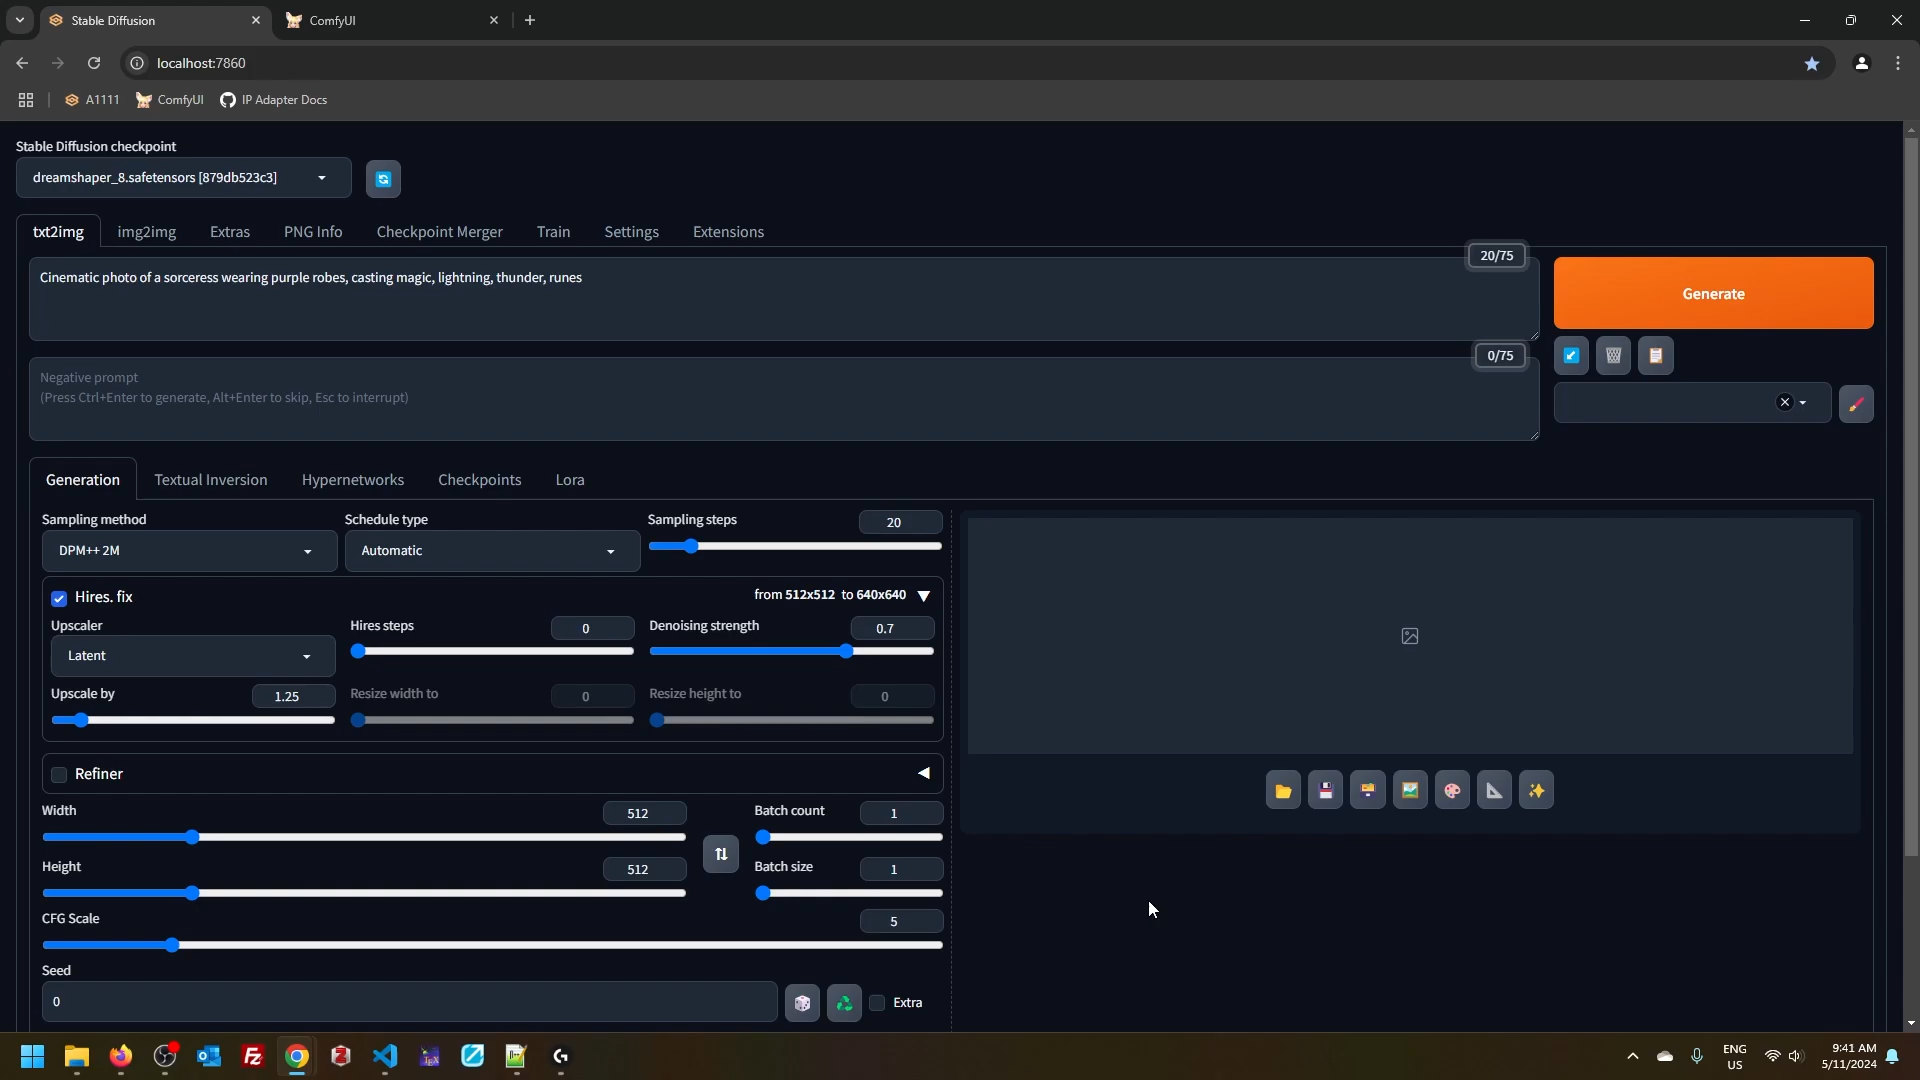 Stable Diffusion
ComfyUI
localhost:7860
A1111
ComfyUI
IP Adapter Docs
Stable Diffusion checkpoint
dreamshaper_8.safetensors [879db523c3]
txt2img
img2img
Extras
PNG Info
Checkpoint Merger
Train
Settings
Extensions
20/75
Cinematic photo of a sorceress wearing purple robes, casting magic, lightning, thunder, runes
Generate
0/75
Negative prompt
(Press Ctrl+Enter to generate, Alt+Enter to skip, Esc to interrupt)
Generation
Textual Inversion
Hypernetworks
Checkpoints
Lora
Sampling method
Schedule type
Sampling steps
20
DPM++ 2M
Automatic
Hires. fix
from 512x512 to 640x640
Upscaler
Hires steps
0
Denoising strength
0.7
Latent
Upscale by
1.25
Resize width to
0
Resize height to
0
Refiner
Width
512
Batch count
1
Height
512
Batch size
1
CFG Scale
5
Seed
0
Extra
ENG
US
9:41 AM
5/11/2024